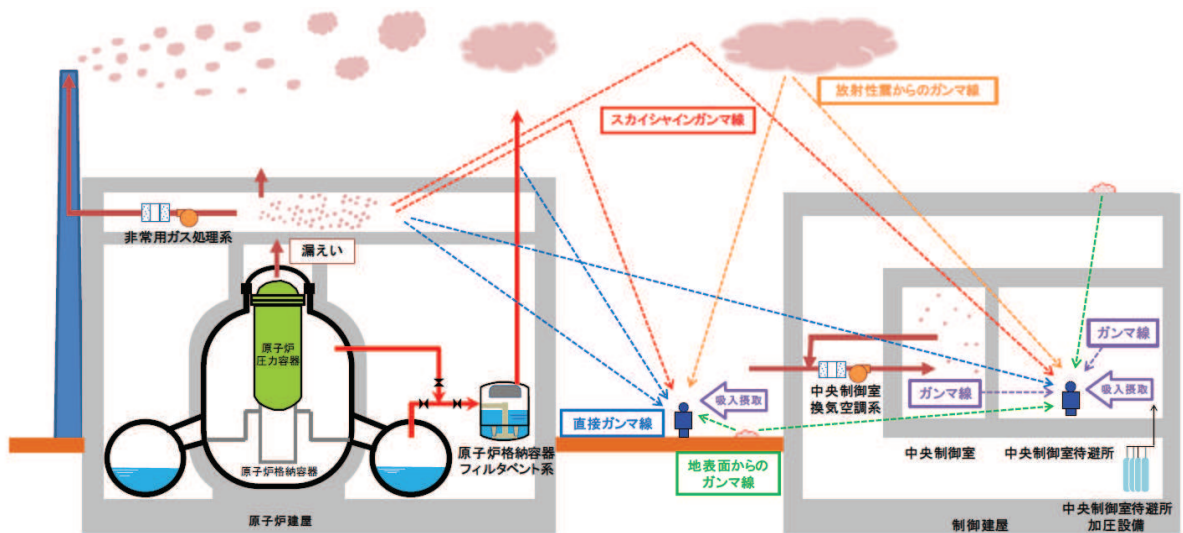 放射性雲からのガンマ線
スカイシャインガンマ線
非常用ガス処理系
漏えい
原子炉
圧力容器
原子炉格納容器
原子炉建屋
原子炉格納容器
フィルタベント系
直接ガンマ線
吸入摂取
地表面からの
ガンマ線
中央制御室
換気空調系
ガンマ線
ガンマ線
吸入摂取
中央制御室
中央制御室待避所
中央制御室待避所
加圧設備
制御建屋